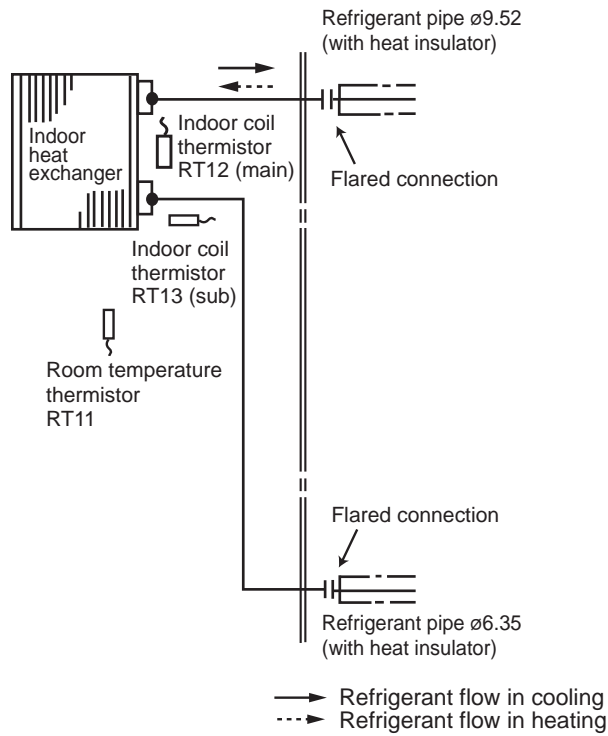 Refrigerant pipe ø9.52
(with heat insulator)
Indoor
heat
exchanger
Indoor coil
thermistor
RT12 (main)
Flared connection
Indoor coil
thermistor
RT13 (sub)
Room temperature
thermistor
RT11
Flared connection
Refrigerant pipe ø6.35
(with heat insulator)
Refrigerant flow in cooling
Refrigerant flow in heating